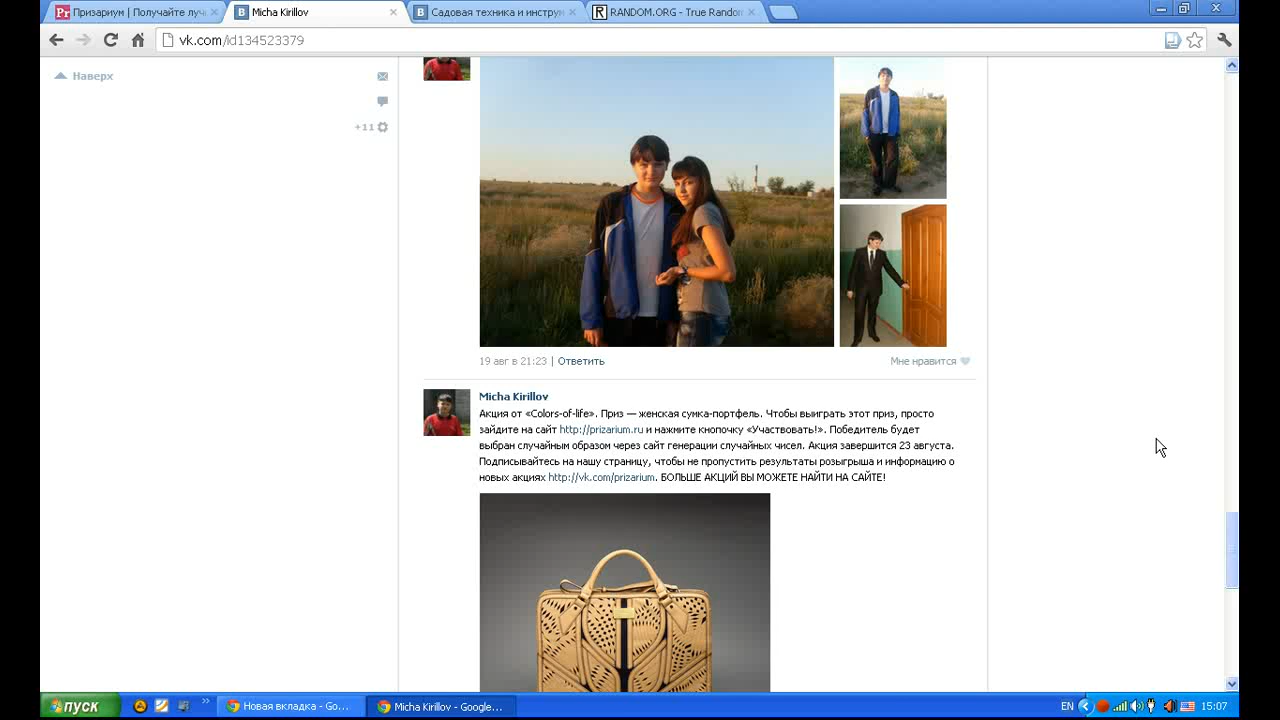 Призариум | Получайте луч
Micha Kirillov
Садовая техника и инструм
RANDOM.ORG - True Random
vk.com/id134523379
Наверх
+11
19 авг в 21:23 | Ответить
Мне нравится
Micha Kirillov
Акция от «Colors-of-life». Приз — женская сумка-портфель. Чтобы выиграть этот приз, просто
зайдите на сайт http://prizarium.ru и нажмите кнопочку «Участвовать!». Победитель будет
выбран случайным образом через сайт генерации случайных чисел. Акция завершится 23 августа.
Подписывайтесь на нашу страницу, чтобы не пропустить результаты розыгрыша и информацию о
новых акциях http://vk.com/prizarium. БОЛЬШЕ АКЦИЙ ВЫ МОЖЕТЕ НАЙТИ НА САЙТЕ!
пуск
Новая вкладка - Go...
Micha Kirillov - Google...
EN
15:07